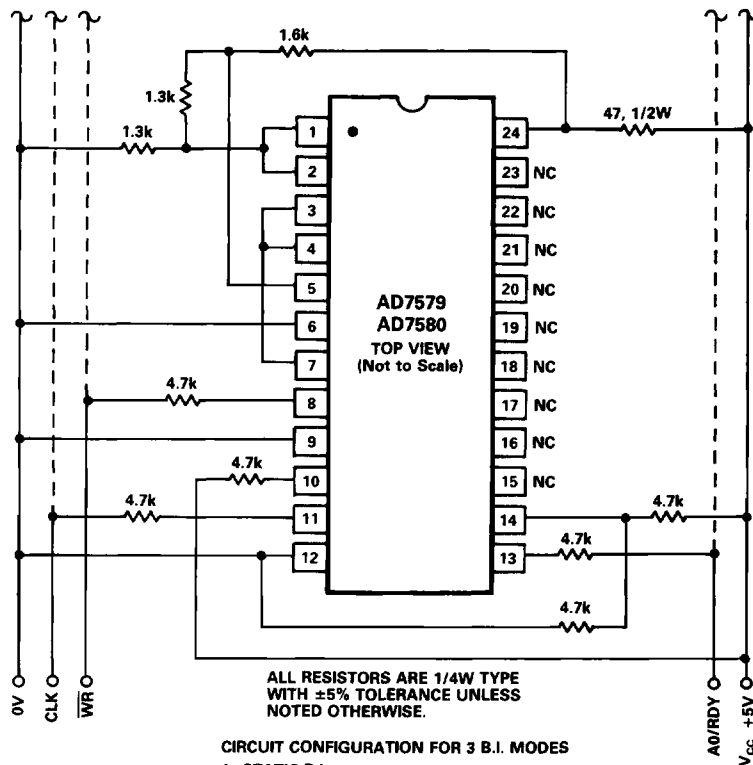 1.6k
1.3k
47, 1/2W
1.3k
1
24
2
23 NC
3
22 NC
4
21 NC
5
20 NC
6
19 NC
7
18 NC
8
17 NC
9
16 NC
10
15 NC
11
14
12
13
AD7579
AD7580
TOP VIEW
(Not to Scale)
4.7k
4.7k
4.7k
4.7k
4.7k
4.7k
0V
CLK
WR
A0/RDY
VCC +5V
ALL RESISTORS ARE 1/4W TYPE
WITH ±5% TOLERANCE UNLESS
NOTED OTHERWISE.
CIRCUIT CONFIGURATION FOR 3 B.I. MODES